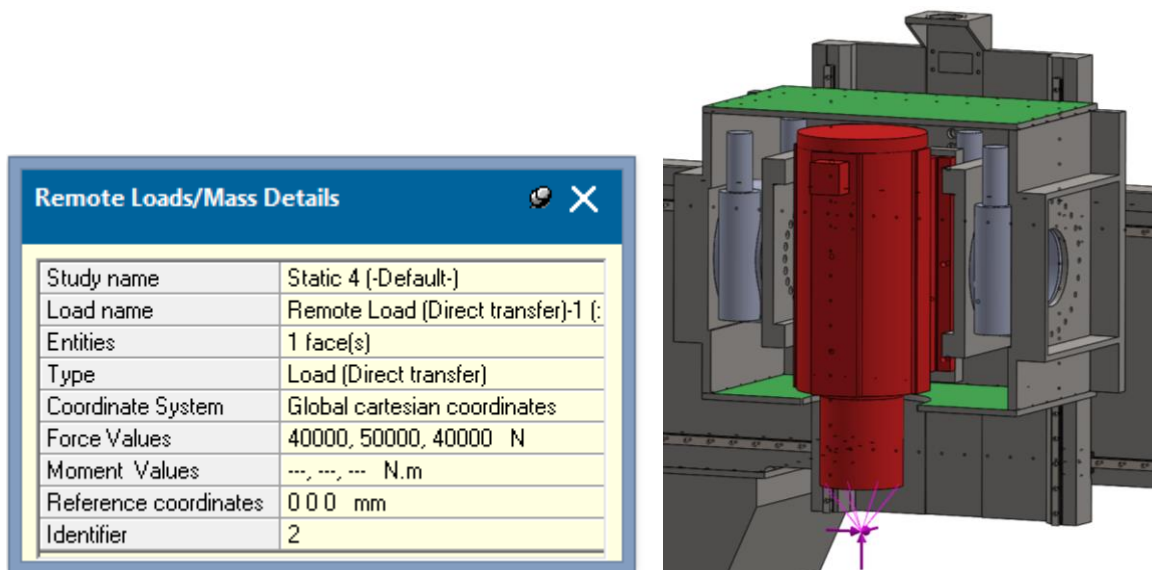 Remote Loads/Mass Details
Study name Static 4 (-Default-)
Load name Remote Load (Direct transfer)-1 (:
Entities 1 face(s)
Type Load (Direct transfer)
Coordinate System Global cartesian coordinates
Force Values 40000, 50000, 40000 N
Moment Values ---, ---, --- N.m
Reference coordinates 0 0 0 mm
Identifier 2